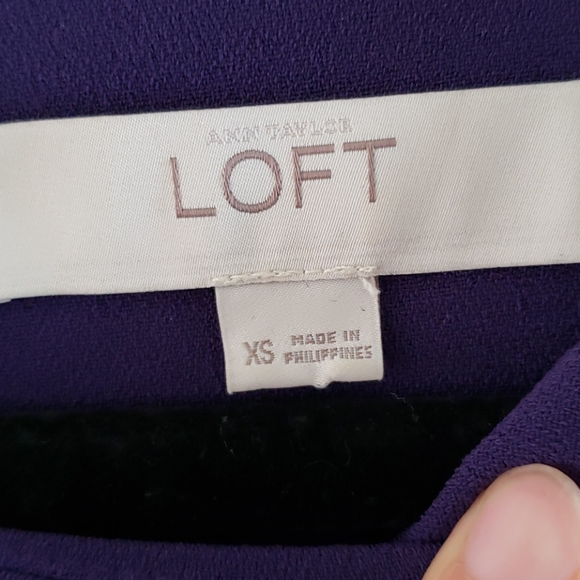 ANN TAYLOR
LOFT
XS MADE IN
PHILIPPINES